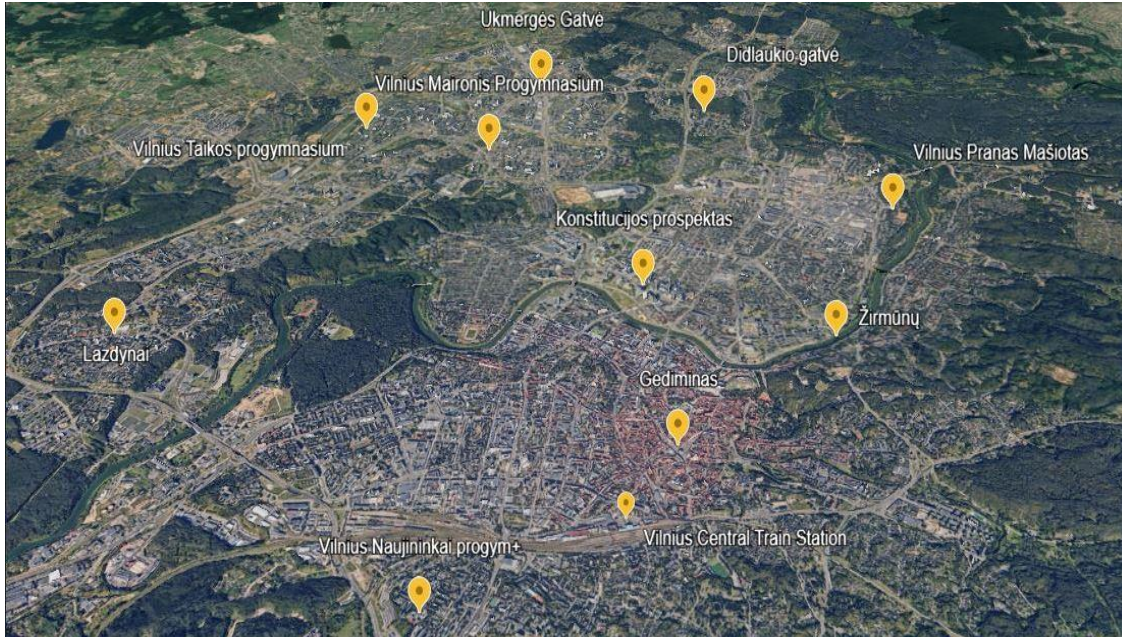 Ukmergės Gatvė
Didlaukio gatvė
Vilnius Maironis Progymnasium
Vilnius Taikos progymnasium
Vilnius Pranas Mašiotas
Konstitucijos prospektas
Žirmūnų
Lazdynai
Gediminas
Vilnius Central Train Station
Vilnius Naujininkai progym+